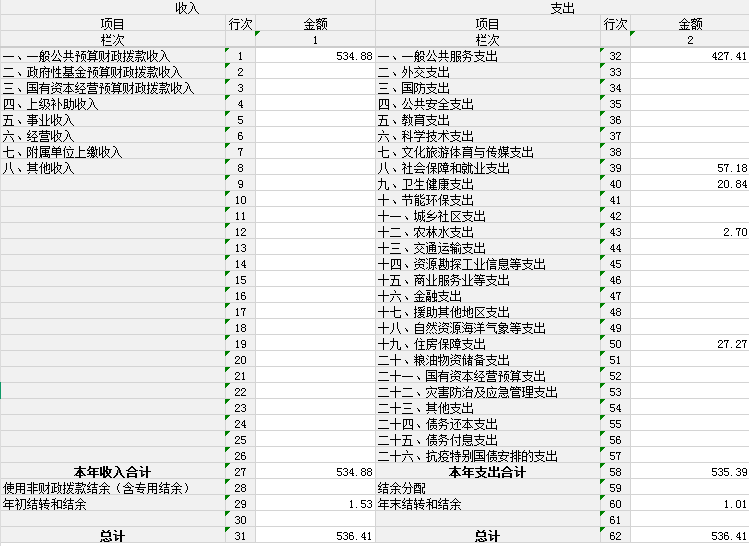 收入 支出
项目 行次 金额 项目 行次 金额
栏次 1 栏次 2
一、一般公共预算财政拨款收入 1 534.88 一、一般公共服务支出 32 427.41
二、政府性基金预算财政拨款收入 2 二、外交支出 33
三、国有资本经营预算财政拨款收入 3 三、国防支出 34
四、上级补助收入 4 四、公共安全支出 35
五、事业收入 5 五、教育支出 36
六、经营收入 6 六、科学技术支出 37
七、附属单位上缴收入 7 七、文化旅游体育与传媒支出 38
八、其他收入 8 八、社会保障和就业支出 39 57.18
9 九、卫生健康支出 40 20.84
10 十、节能环保支出 41
11 十一、城乡社区支出 42
12 十二、农林水支出 43 2.70
13 十三、交通运输支出 44
14 十四、资源勘探工业信息等支出 45
15 十五、商业服务业等支出 46
16 十六、金融支出 47
17 十七、援助其他地区支出 48
18 十八、自然资源海洋气象等支出 49
19 十九、住房保障支出 50 27.27
20 二十、粮油物资储备支出 51
21 二十一、国有资本经营预算支出 52
22 二十二、灾害防治及应急管理支出 53
23 二十三、其他支出 54
24 二十四、债务还本支出 55
25 二十五、债务付息支出 56
26 二十六、抗疫特别国债安排的支出 57
本年收入合计 27 534.88 本年支出合计 58 535.39
使用非财政拨款结余（含专用结余） 28 结余分配 59
年初结转和结余 29 1.53 年末结转和结余 60 1.01
30 61
总计 31 536.41 总计 62 536.41